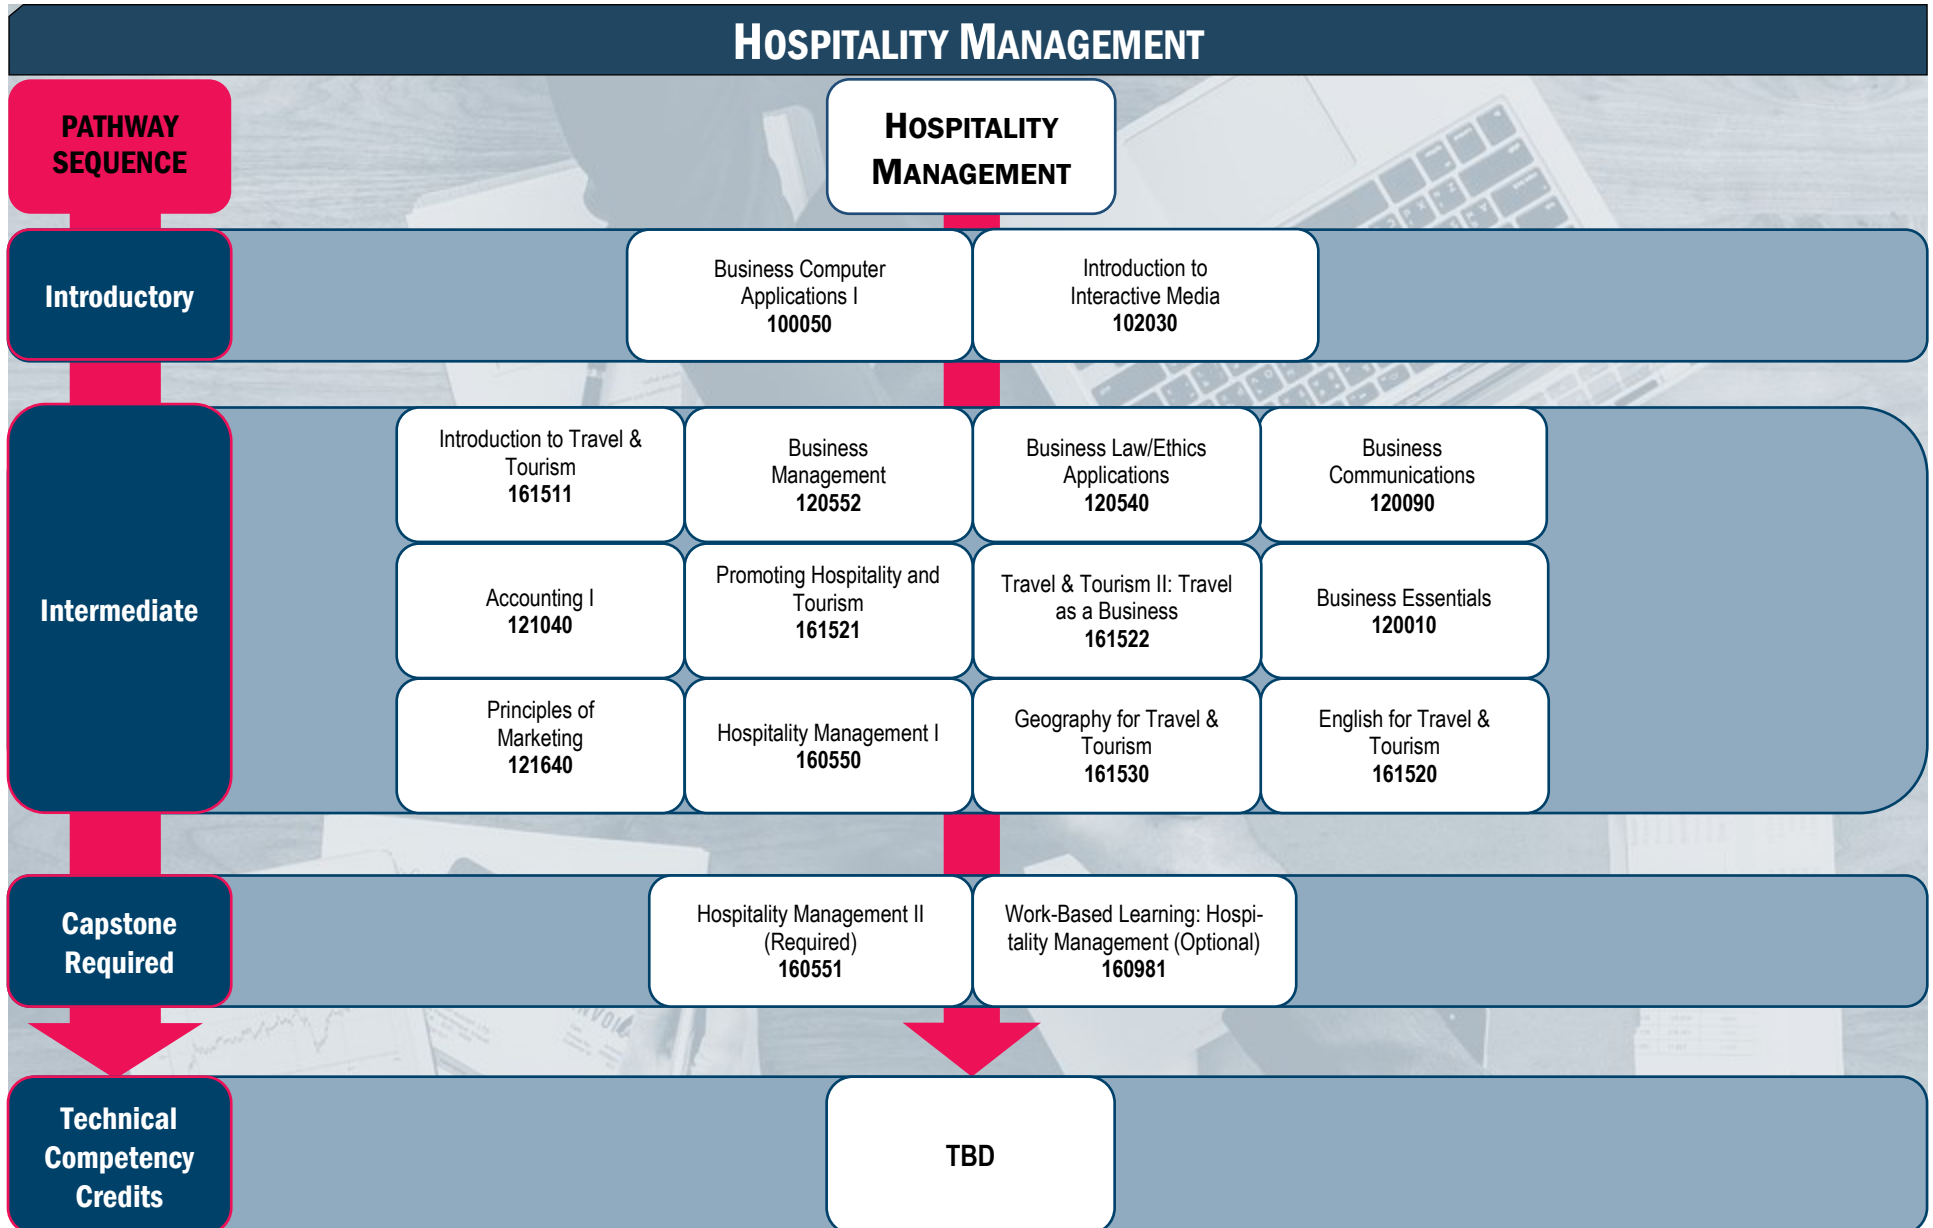 HOSPITALITY MANAGEMENT
PATHWAY
SEQUENCE
HOSPITALITY
MANAGEMENT
Introductory
Business Computer
Applications I
100050
Introduction to
Interactive Media
102030
Intermediate
Introduction to Travel &
Tourism
161511
Business
Management
120552
Business Law/Ethics
Applications
120540
Business
Communications
120090
Accounting I
121040
Promoting Hospitality and
Tourism
161521
Travel & Tourism II: Travel
as a Business
161522
Business Essentials
120010
Principles of
Marketing
121640
Hospitality Management I
160550
Geography for Travel &
Tourism
161530
English for Travel &
Tourism
161520
Capstone
Required
Hospitality Management II
(Required)
160551
Work-Based Learning: Hospi-
tality Management (Optional)
160981
Technical
Competency
Credits
TBD